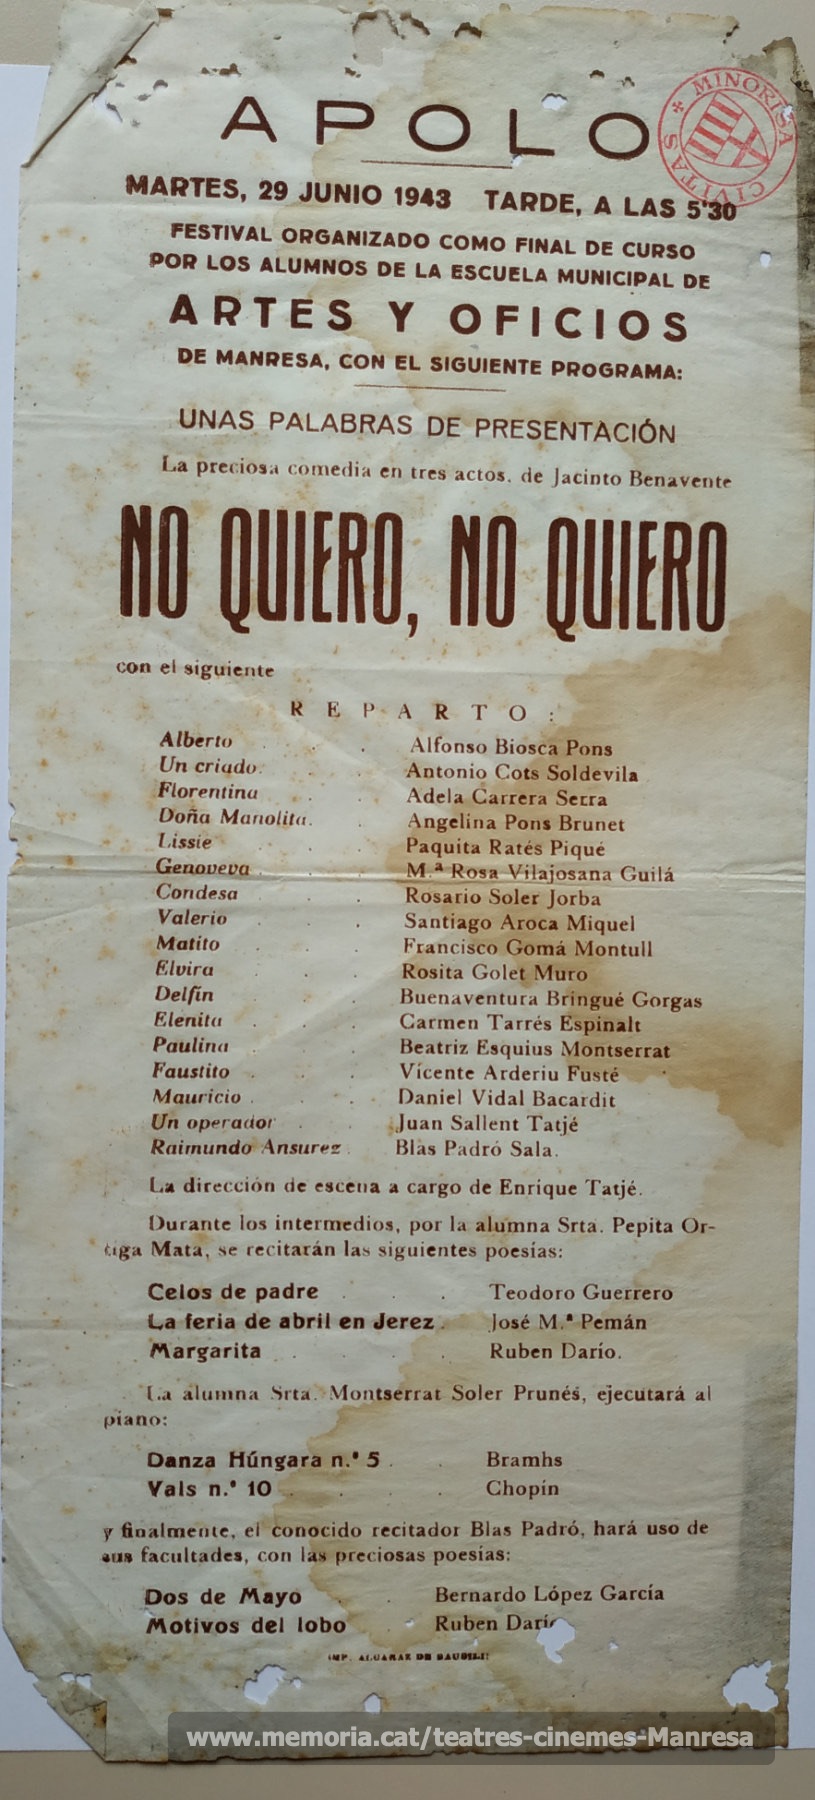 APOLO
MINORISA CIVITAS
MARTES, 29 JUNIO 1943 TARDE, A LAS 5'30
FESTIVAL ORGANIZADO COMO FINAL DE CURSO
POR LOS ALUMNOS DE LA ESCUELA MUNICIPAL DE
ARTES Y OFICIOS
DE MANRESA, CON EL SIGUIENTE PROGRAMA:
UNAS PALABRAS DE PRESENTACIÓN
La preciosa comedia en tres actos, de Jacinto Benavente
NO QUIERO, NO QUIERO
con el siguiente
REPARTO:
Alberto . . . Alfonso Biosca Pons
Un criado . . . Antonio Cots Soldevila
Florentina . . Adela Carrera Serra
Doña Manolita . . Angelina Pons Brunet
Lissie . . . Paquita Ratés Piqué
Genoveva . . . M.ª Rosa Vilajosana Guilá
Condesa . . . Rosario Soler Jorba
Valerio . . . Santiago Aroca Miquel
Matito . . . Francisco Gomá Montull
Elvira . . . Rosita Golet Muro
Delfín . . . Buenaventura Bringué Gorgas
Elenita . . . Carmen Tarrés Espinalt
Paulina . . . Beatriz Esquius Montserrat
Faustito . . . Vicente Arderiu Fusté
Mauricio . . . Daniel Vidal Bacardit
Un operador . . Juan Sallent Tatjé
Raimundo Ansurez . Blas Padró Sala.
La dirección de escena a cargo de Enrique Tatjé.
Durante los intermedios, por la alumna Srta. Pepita Or-
tiga Mata, se recitarán las siguientes poesías:
Celos de padre . . . Teodoro Guerrero
La feria de abril en Jerez . José M.ª Pemán
Margarita . . . . Ruben Darío.
La alumna Srta. Montserrat Soler Prunés, ejecutará al
piano:
Danza Húngara n.º 5 . . Bramhs
Vals n.º 10 . . . Chopín
y finalmente, el conocido recitador Blas Padró, hará uso de
sus facultades, con las preciosas poesías:
Dos de Mayo . . Bernardo López García
Motivos del lobo . Ruben Darío
IMP.
www.memoria.cat/teatres-cinemes-Manresa